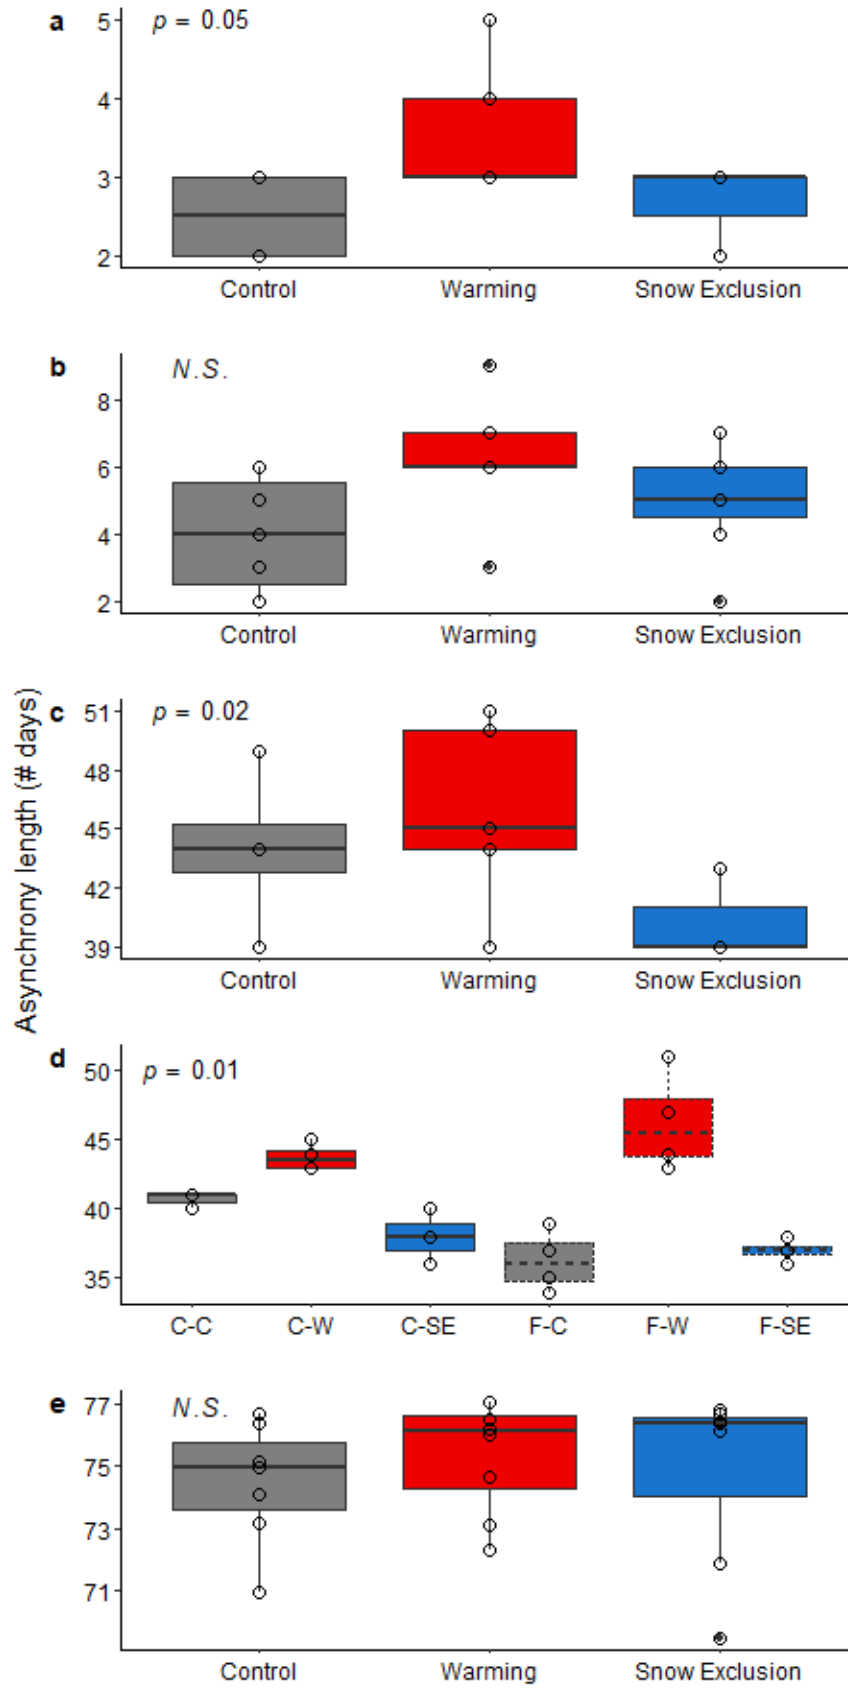 a
p = 0.05
5
4
3
2
Control Warming Snow Exclusion
b
N.S.
8
6
4
2
Control Warming Snow Exclusion
Asynchrony length (# days)
c
p = 0.02
51
48
45
42
39
Control Warming Snow Exclusion
d
p = 0.01
50
45
40
35
C-C C-W C-SE F-C F-W F-SE
e
N.S.
77
75
73
71
Control Warming Snow Exclusion